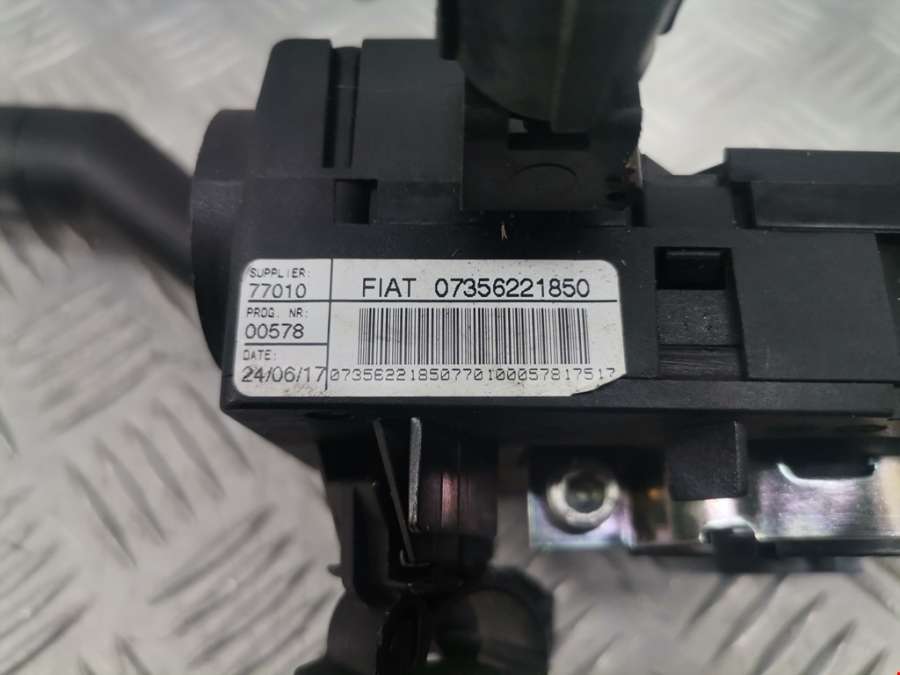 SUPPLIER:
77010
FIAT 07356221850
PROG. NR:
00578
DATE:
24/06/17
07356221850770100057817517